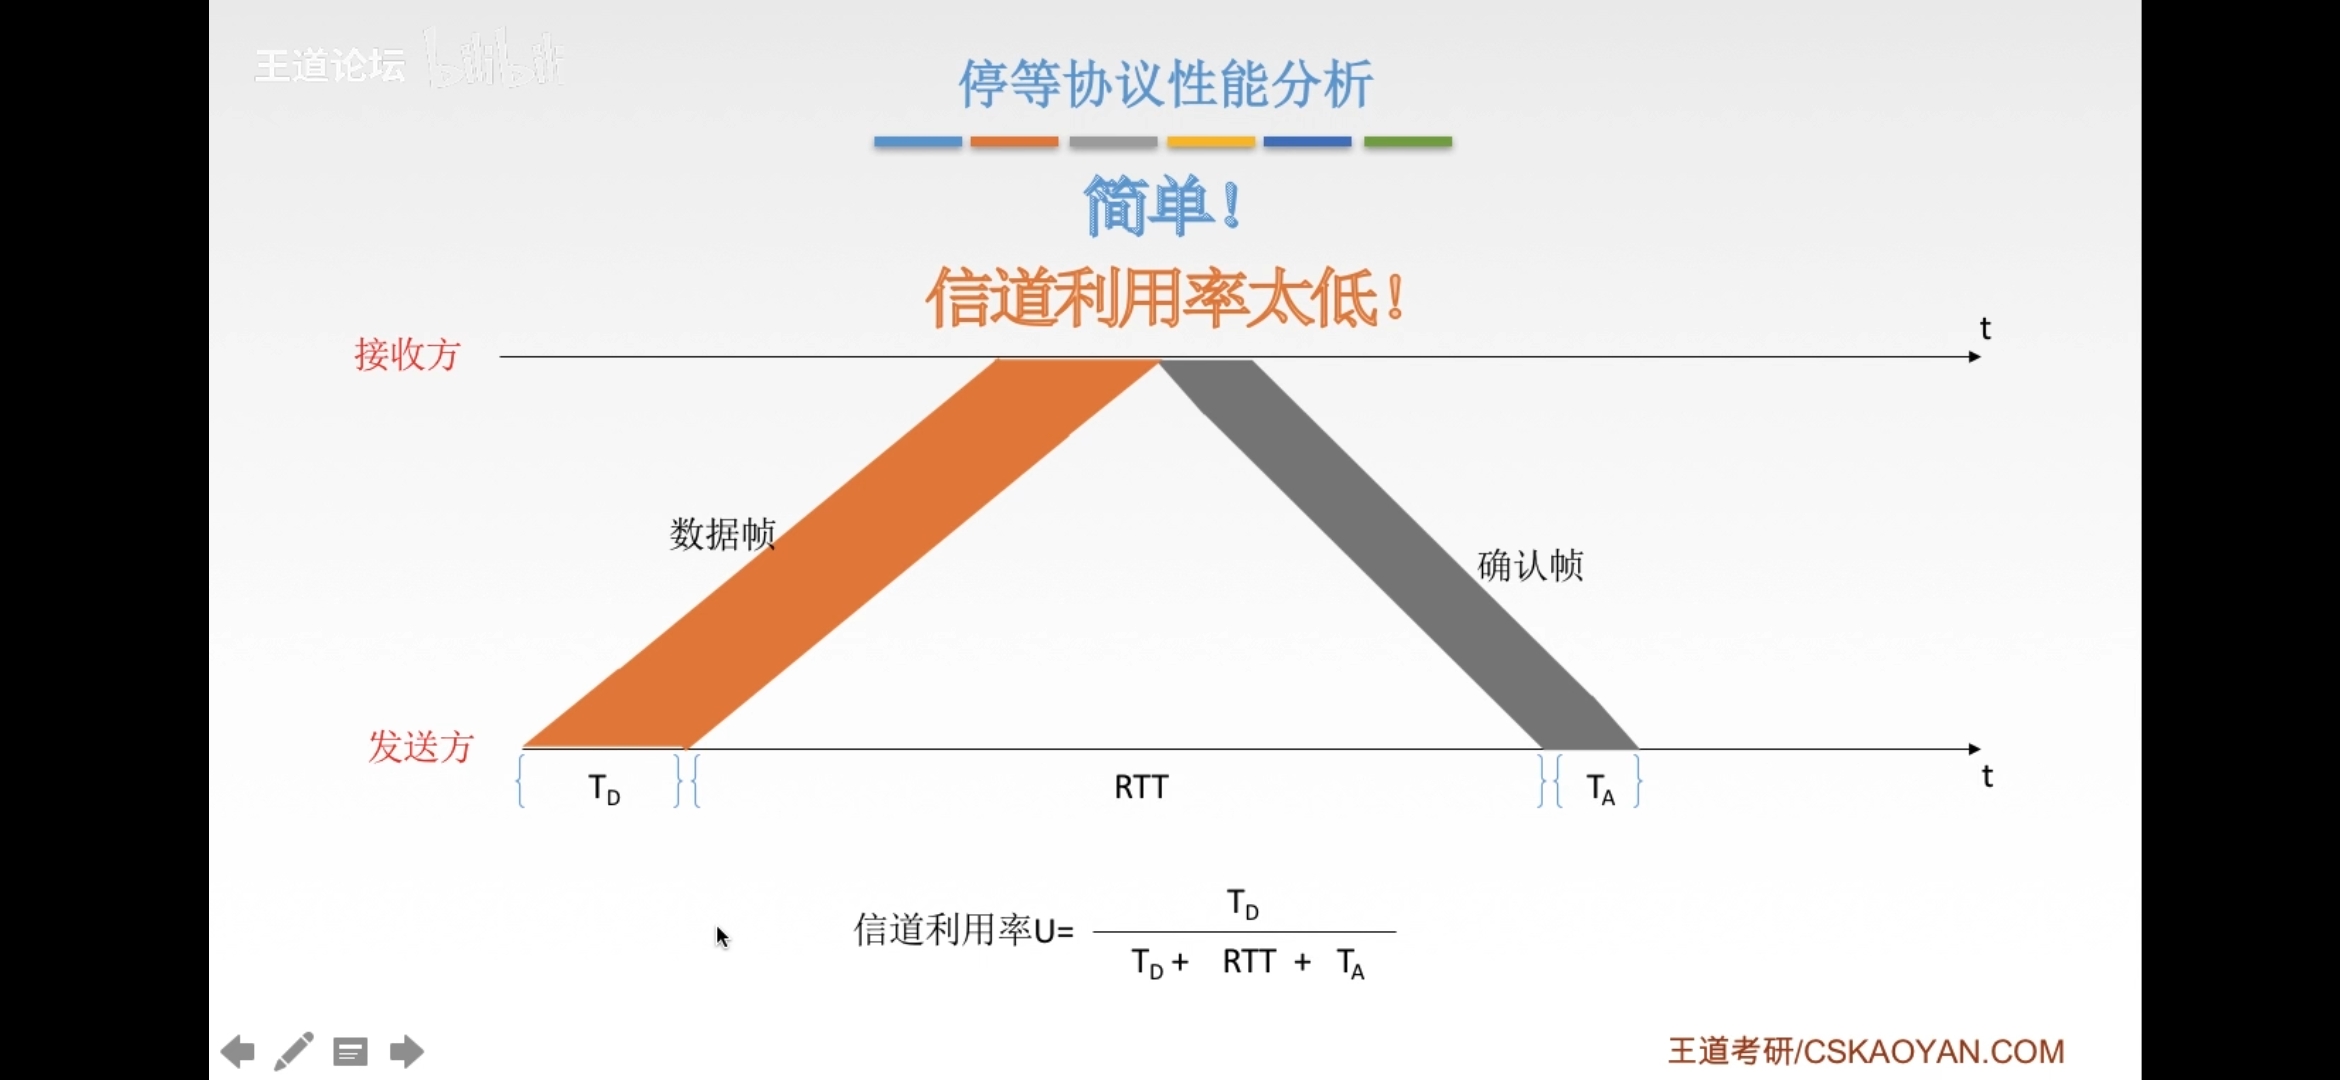 王道论坛 bilibili
停等协议性能分析
简单！
信道利用率太低！
t
接收方
数据帧
确认帧
发送方
t
T_D
RTT
T_A
信道利用率U=
T_D
T_D + RTT + T_A
王道考研/CSKAOYAN.COM